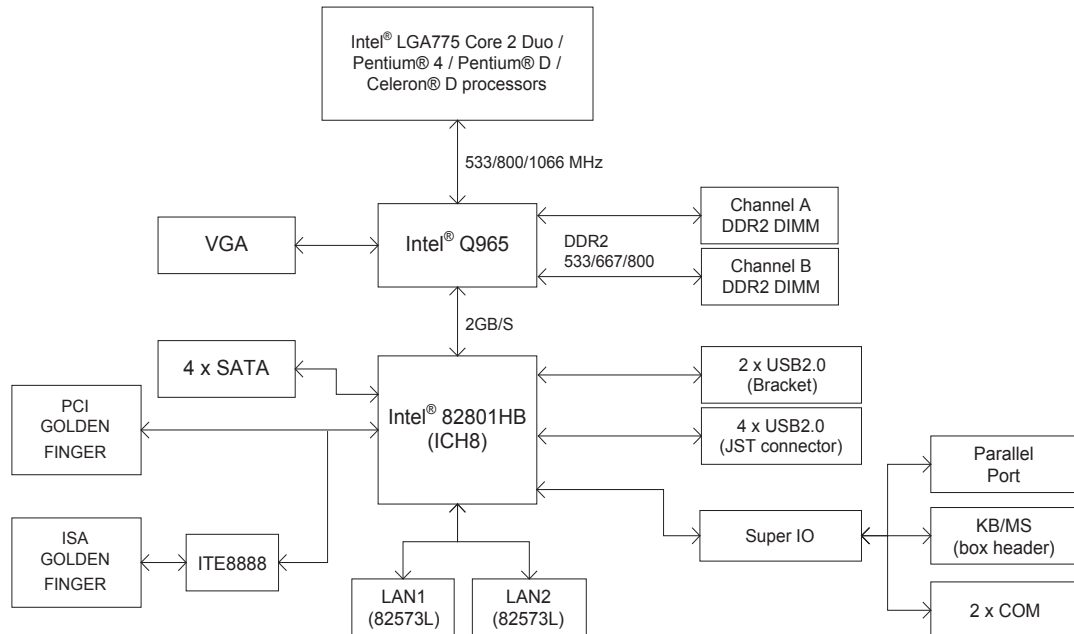 Intel® LGA775 Core 2 Duo /
Pentium® 4 / Pentium® D /
Celeron® D processors
533/800/1066 MHz
VGA
Intel® Q965
DDR2
533/667/800
Channel A
DDR2 DIMM
Channel B
DDR2 DIMM
2GB/S
4 x SATA
Intel® 82801HB
(ICH8)
2 x USB2.0
(Bracket)
4 x USB2.0
(JST connector)
PCI
GOLDEN
FINGER
ISA
GOLDEN
FINGER
ITE8888
LAN1
(82573L)
LAN2
(82573L)
Super IO
Parallel
Port
KB/MS
(box header)
2 x COM